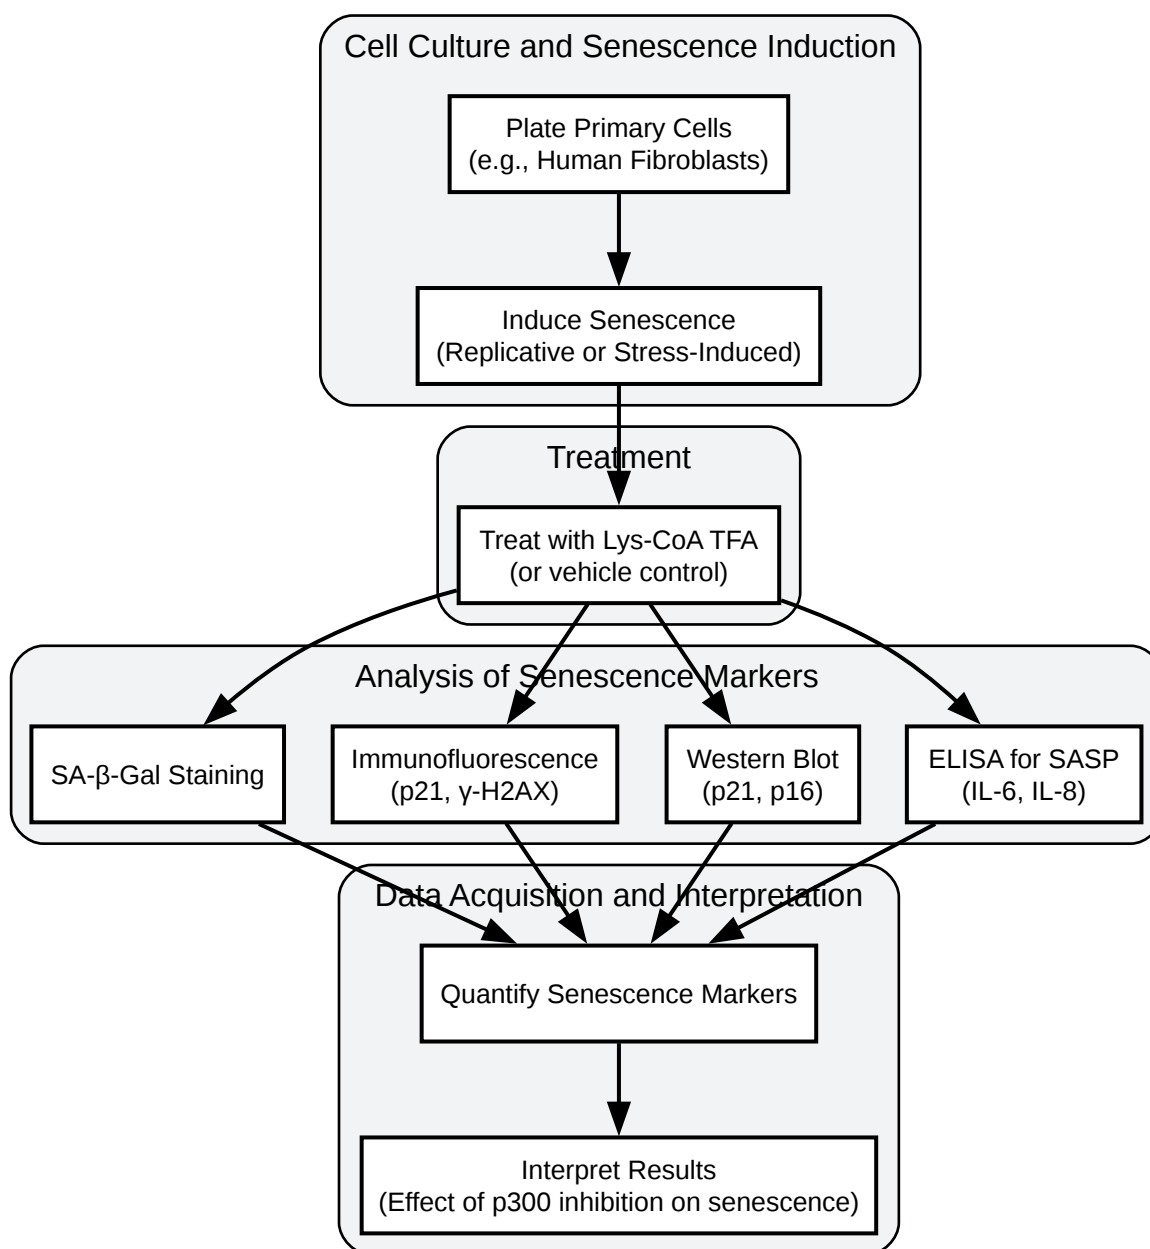 Cell Culture and Senescence Induction
Plate Primary Cells
(e.g., Human Fibroblasts)
Induce Senescence
(Replicative or Stress-Induced)
Treatment
Treat with Lys-CoA TFA
(or vehicle control)
Analysis of Senescence Markers
SA-β-Gal Staining
Immunofluorescence
(p21, γ-H2AX)
Western Blot
(p21, p16)
ELISA for SASP
(IL-6, IL-8)
Data Acquisition and Interpretation
Quantify Senescence Markers
Interpret Results
(Effect of p300 inhibition on senescence)